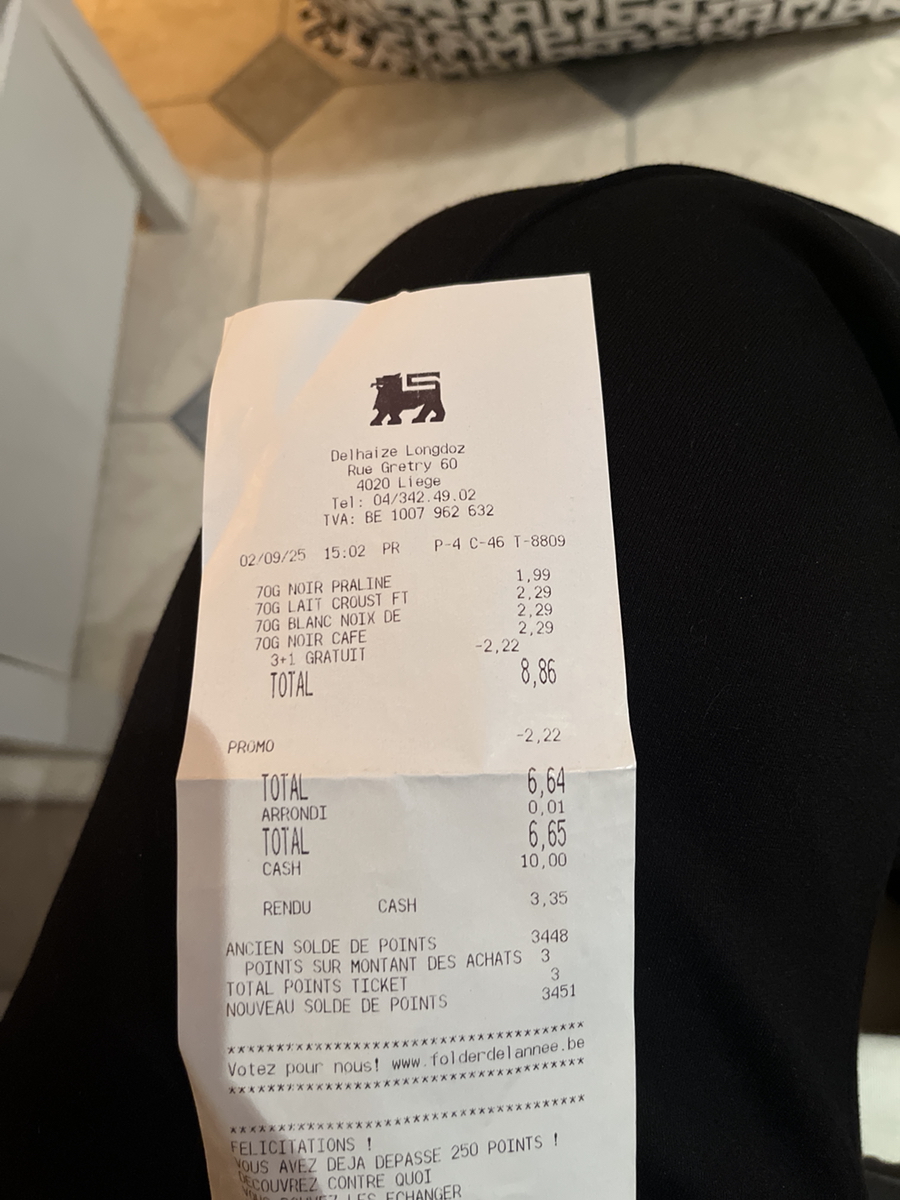 Delhaize Longdoz
Rue Gretry 60
4020 Liege
Tel: 04/342.49.02
TVA: BE 1007 962 632
02/09/25 15:02 PR P-4 C-46 T-8809
70G NOIR PRALINE 1,99
70G LAIT CROUST FT 2,29
70G BLANC NOIX DE 2,29
70G NOIR CAFE 2,29
3+1 GRATUIT -2,22
TOTAL 8,86
PROMO -2,22
TOTAL 6,64
ARRONDI 0,01
TOTAL 6,65
CASH 10,00
RENDU CASH 3,35
ANCIEN SOLDE DE POINTS 3448
POINTS SUR MONTANT DES ACHATS 3
TOTAL POINTS TICKET 3
NOUVEAU SOLDE DE POINTS 3451
***************************************
Votez pour nous! www.folderdelannee.be
***************************************
***************************************
FELICITATIONS !
VOUS AVEZ DEJA DEPASSE 250 POINTS !
DECOUVREZ CONTRE QUOI
LES ECHANGER